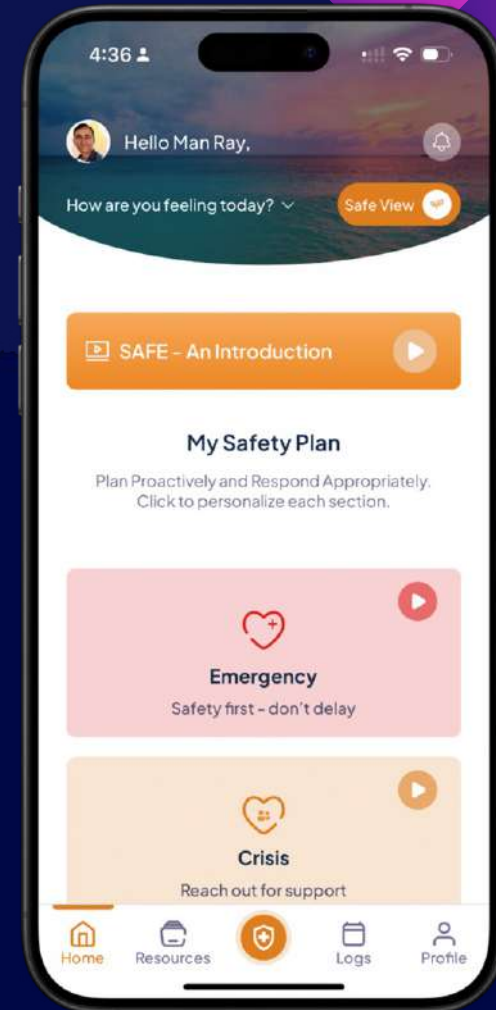 4:36
Hello Man Ray,
How are you feeling today?
Safe View
SAFE - An Introduction
My Safety Plan
Plan Proactively and Respond Appropriately.
Click to personalize each section.
Emergency
Safety first - don't delay
Crisis
Reach out for support
Home
Resources
Logs
Profile